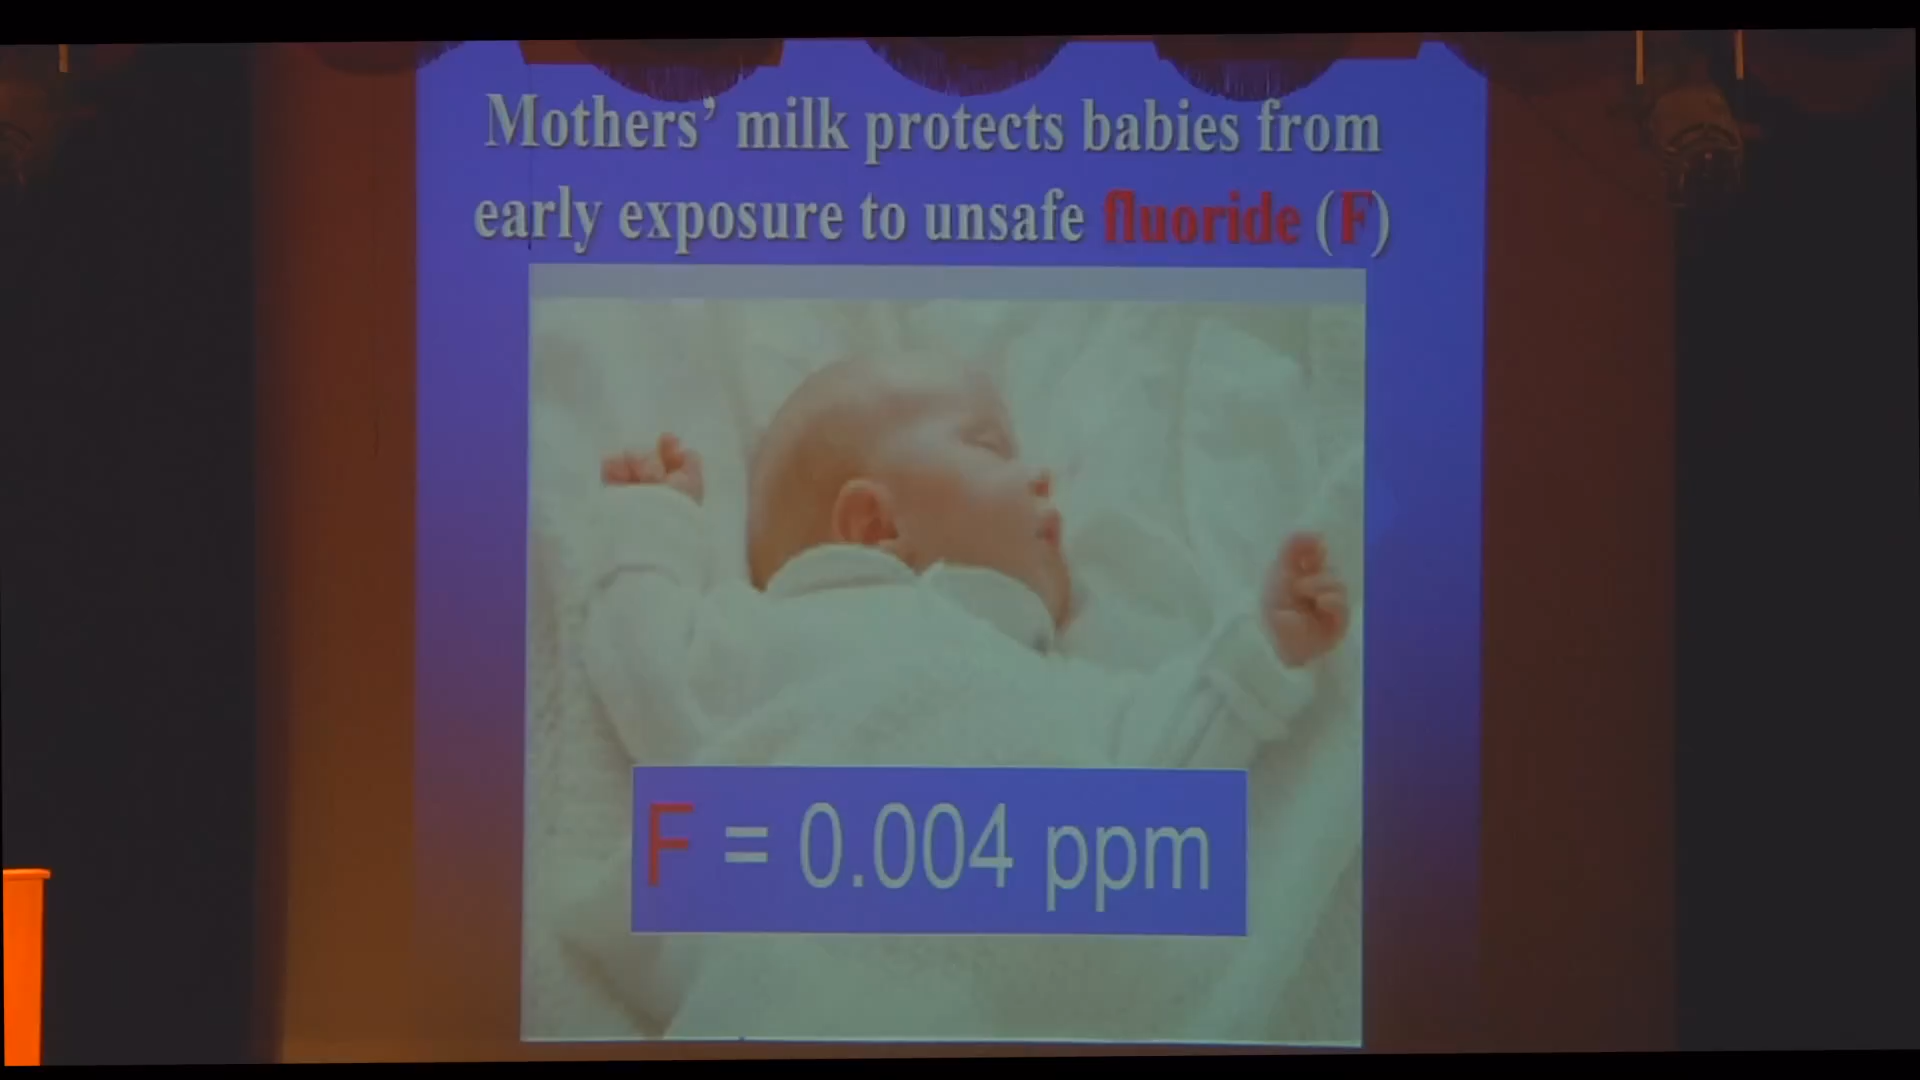 Mothers’ milk protects babies from
early exposure to unsafe fluoride (F)
F = 0.004 ppm